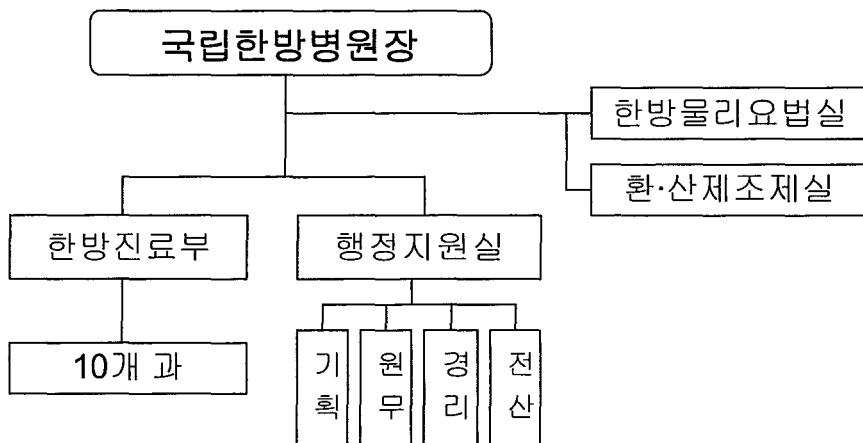 국립한방병원장
한방물리요법실
환·산제조제실
한방진료부
행정지원실
10개 과
기획
원무
경리
전산